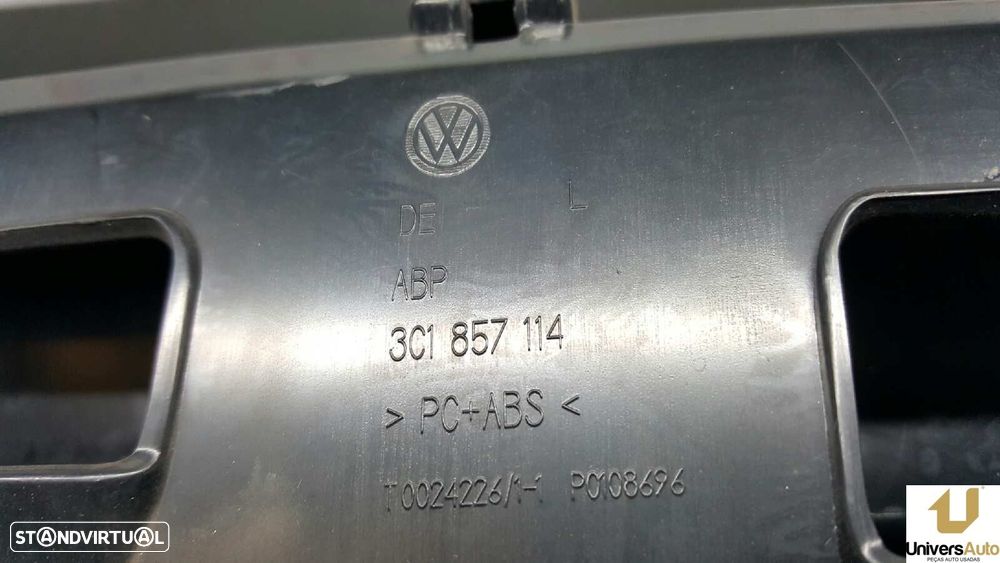 DE L
ABP
3C1 857 114
> PC+ABS <
T0024226/1-1 P0108696
STANDVIRTUAL
UniversAuto
PEÇAS AUTO USADAS